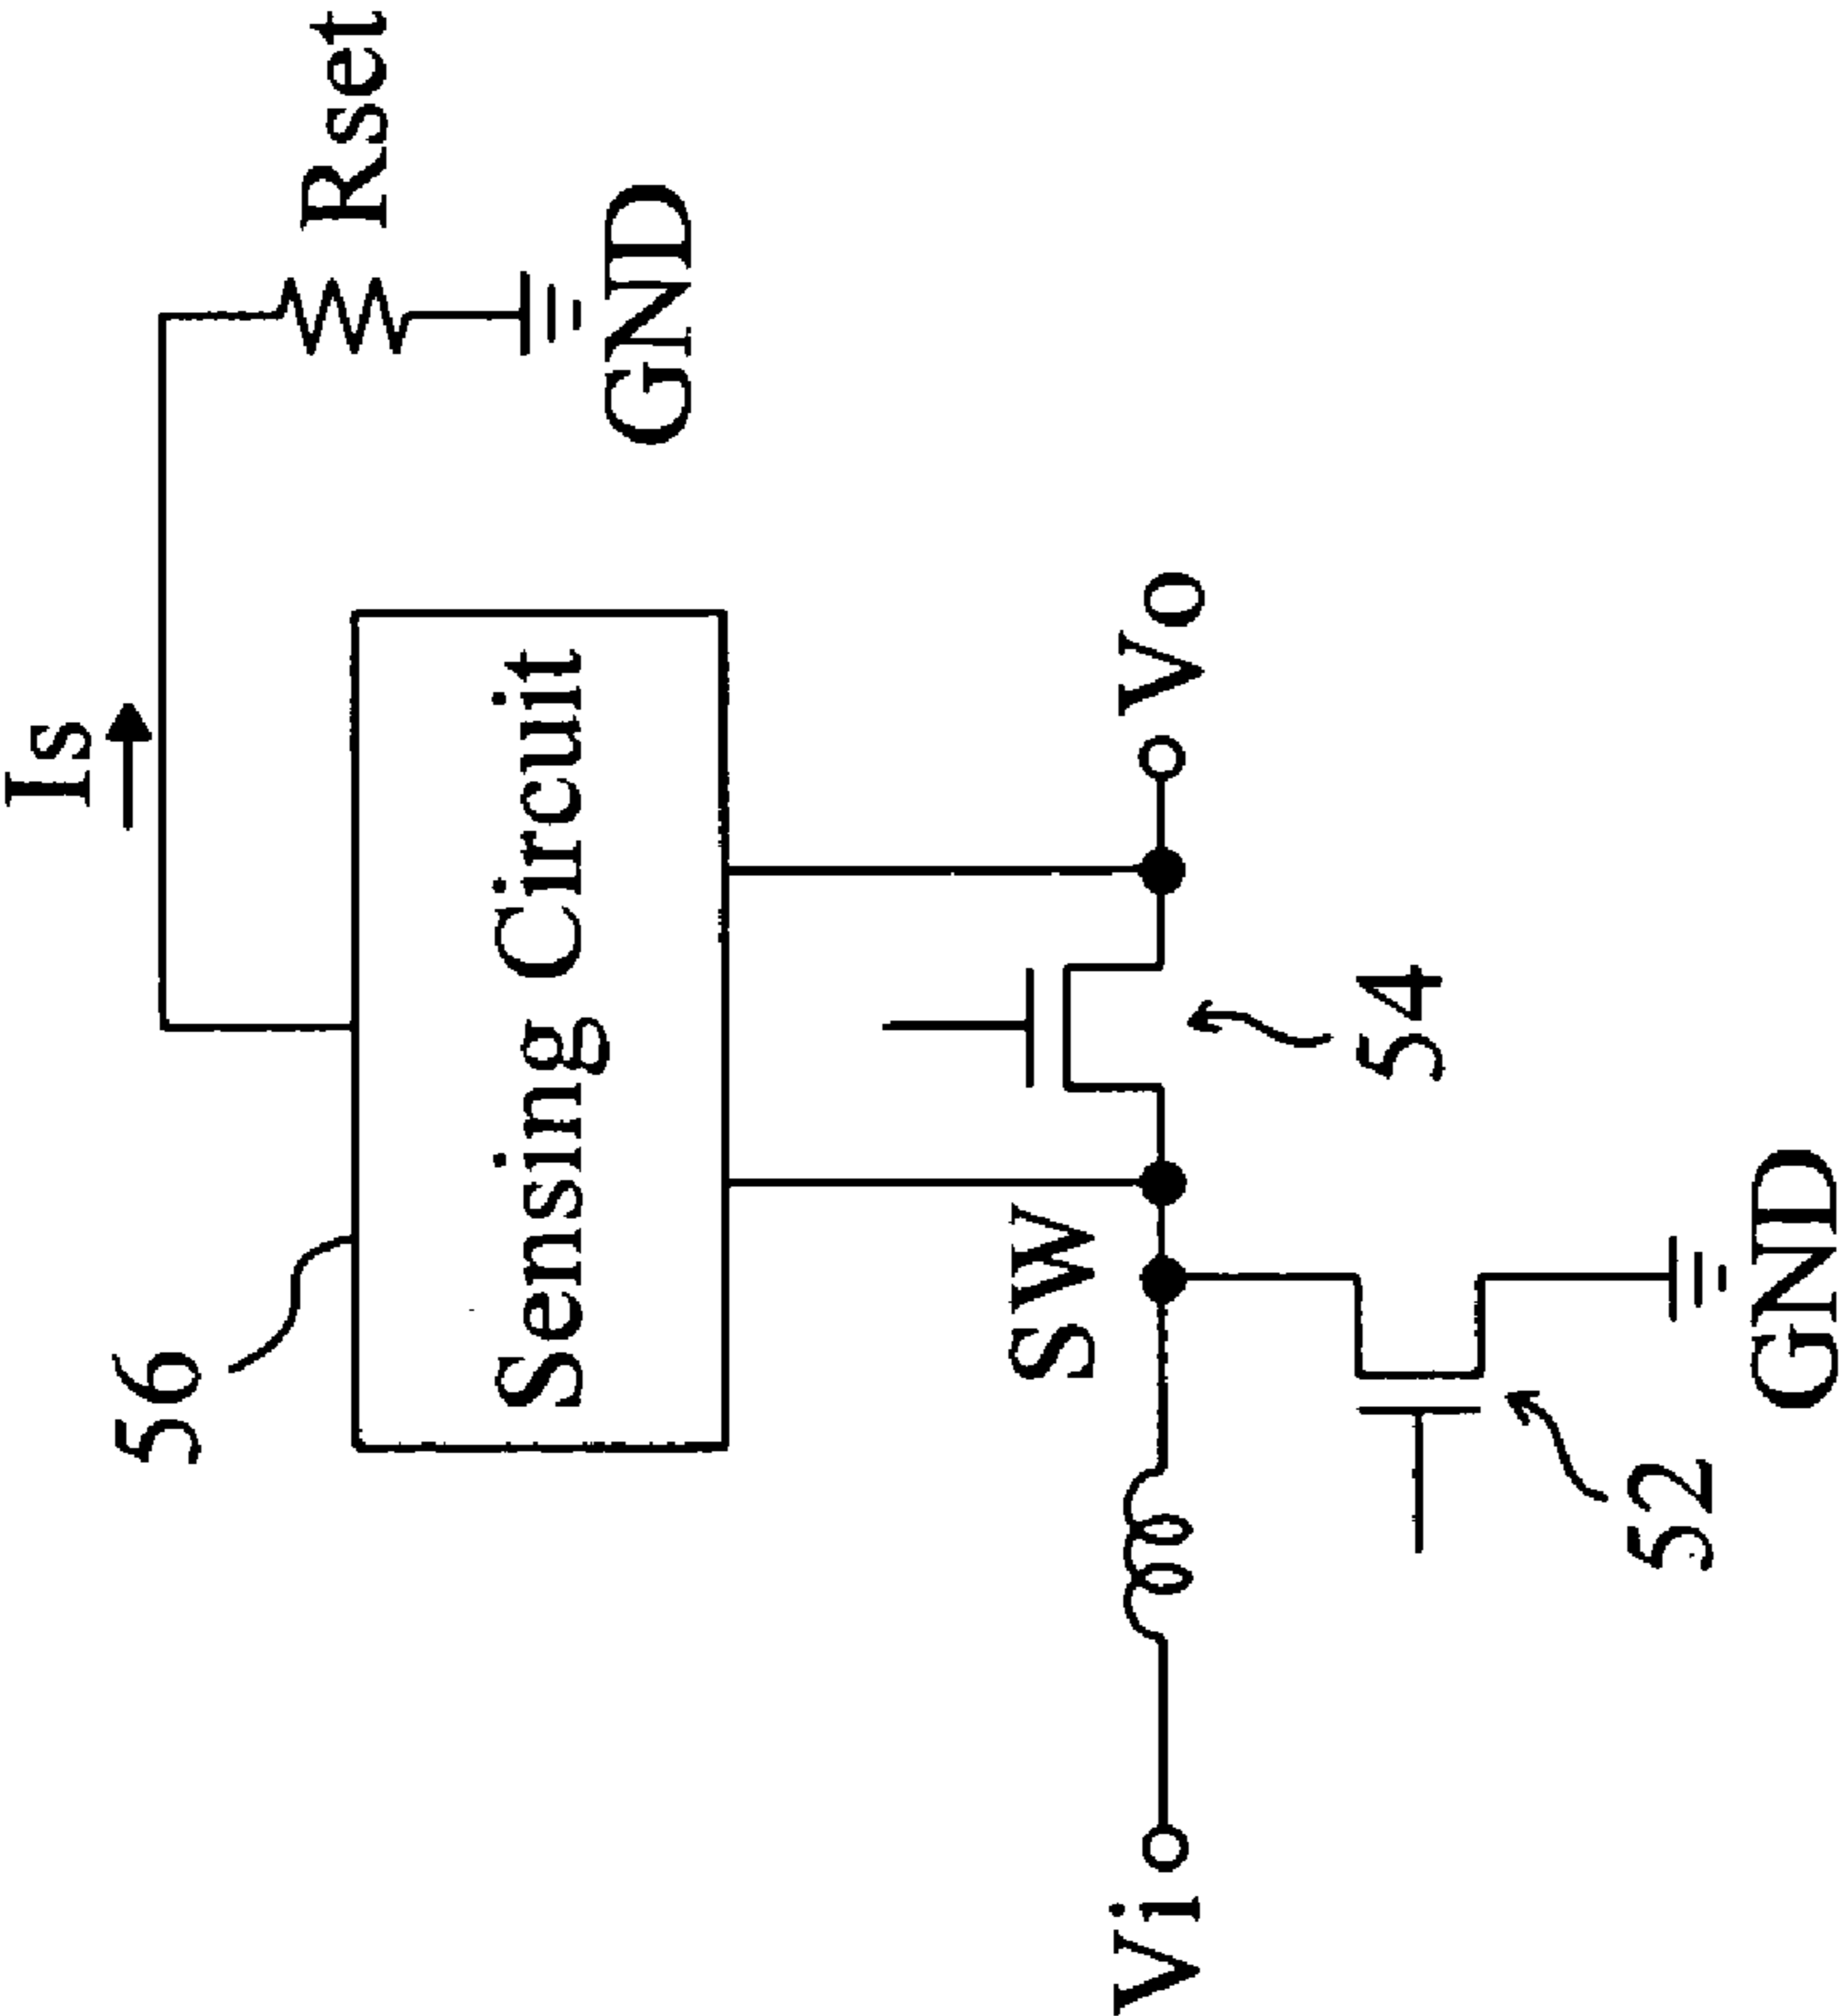 Is
56
Rset
Sensing Circuit
GND
SW
Vi
Vo
54
52
GND